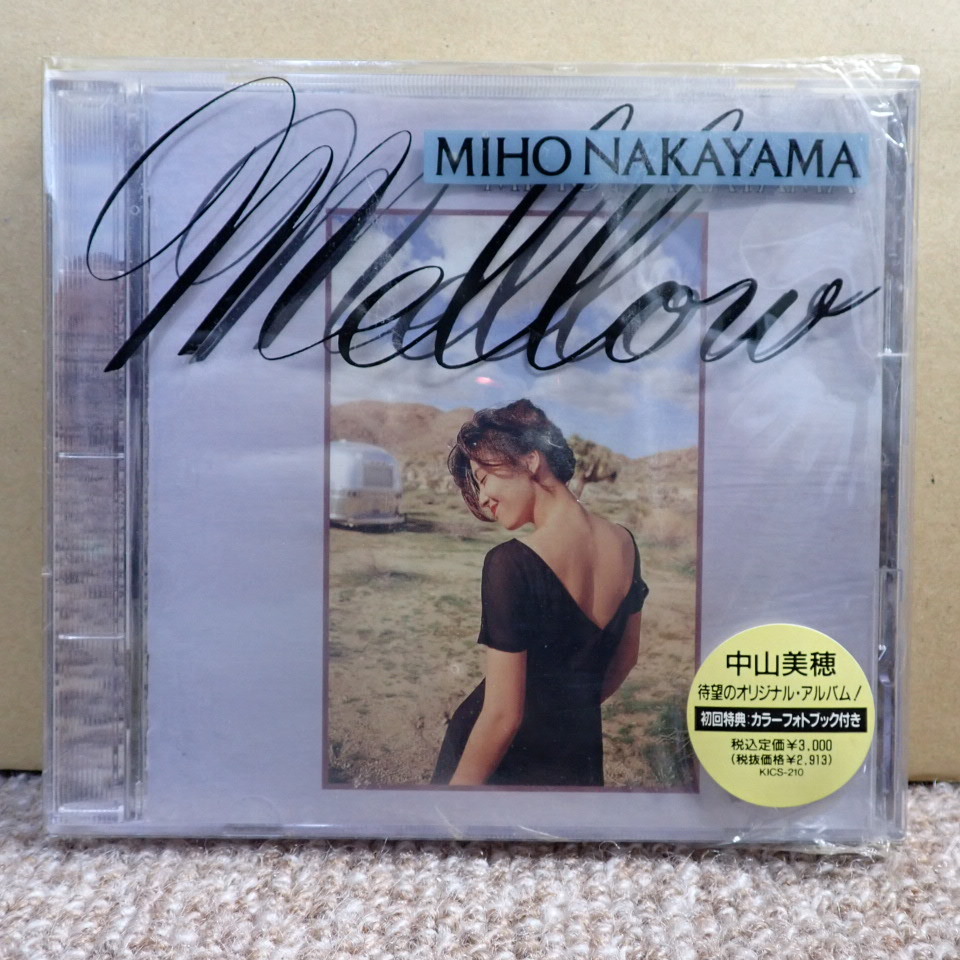 MIHO NAKAYAMA
Mellow
中山美穂
待望のオリジナル・アルバム!
初回特典:カラーフォトブック付き
税込定価¥3,000
(税抜価格¥2,913)
KICS-210